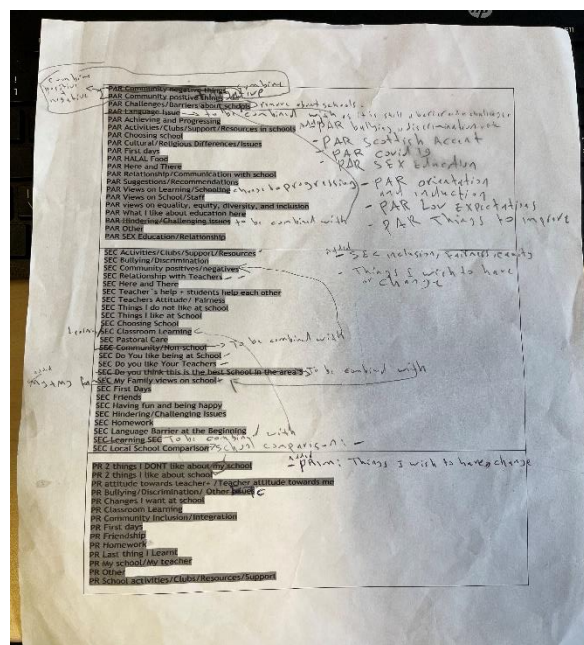 hp
Combine
positive
negative
PAR Community negative things combined
PAR Community positive things
PAR Challenges/Barriers about schools → remove about schools
PAR Language Issue → to be combined with
PAR Achieving and Progressing
PAR Activities/Clubs/Support/Resources in schools
added PAR bullying, discrimination
PAR Choosing school
- PAR Scottish Accent
PAR Cultural/Religious Differences/Issues
- PAR covid 19
PAR First days
- PAR SEX Education
PAR HALAL Food
PAR Here and There
PAR Relationship/Communication with school
- PAR orientation and induction
PAR Suggestions/Recommendations
PAR Views on Learning/Schooling change to progressing
- PAR Low Expectations
PAR Views on School/Staff
- PAR Things to improve
PAR views on equality, equity, diversity, and inclusion
PAR What I like about education here
PAR Hindering/Challenging Issues to be combined with
PAR Other
PAR SEX Education/Relationship
SEC Activities/Clubs/Support/Resources
added - SEC inclusion, fairness, equity
SEC Bullying/Discrimination
SEC Community positives/negatives
- Things I wish to have or change
SEC Relationship with Teachers
SEC Here and There
SEC Teacher's help + students help each other
SEC Teachers Attitude/ Fairness
SEC Things I do not like at school
SEC Things I like at School
SEC Choosing School
SEC Classroom Learning
SEC Pastoral Care
SEC Community/Non-school → To be combined with
SEC Do You like being at School
SEC Do you like Your Teachers
SEC Do you think this is the best School in the area → To be combined with
SEC My Family views on school
SEC First Days
SEC Friends
SEC Having fun and being happy
SEC Hindering/Challenging Issues
SEC Homework
SEC Language Barrier at the Beginning
SEC Learning SEC To be combined with
SEC Local School Comparison school comparison
PR 2 things I DONT like about my school
added - PRIM: Things I wish to have change
PR 2 things I like about school
PR attitude towards teacher+ /Teacher attitude towards me
PR Bullying/Discrimination/ Other
PR Changes I want at school
PR Classroom Learning
PR Community Inclusion/Integration
PR First days
PR Friendship
PR Homework
PR Last thing I Learnt
PR My school/My teacher
PR Other
PR School activities/Clubs/Resources/Support